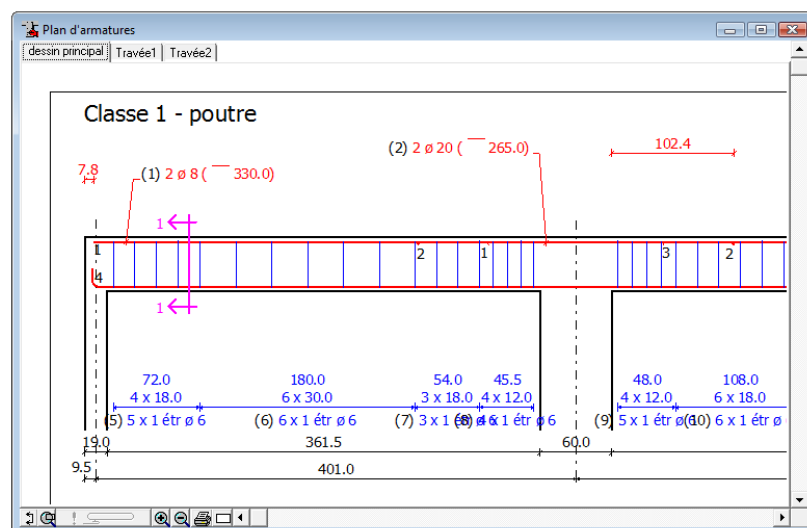 Plan d'armatures
dessin principal Travée1 Travée2
Classe 1 - poutre
(2) 2 ø 20 ( 265.0) 102.4
7.8 (1) 2 ø 8 ( 330.0)
1
1 2 1 3 2
4
1
72.0 180.0 54.0 45.5 48.0 108.0
4 x 18.0 6 x 30.0 3 x 18.0 4 x 12.0 4 x 12.0 6 x 18.0
(5) 5 x 1 étr ø 6 (6) 6 x 1 étr ø 6 (7) 3 x 1 étr ø 6 (8) 4 x 1 étr ø 6 (9) 5 x 1 étr ø 6 (10) 6 x 1 étr ø
19.0 361.5 60.0
9.5 401.0